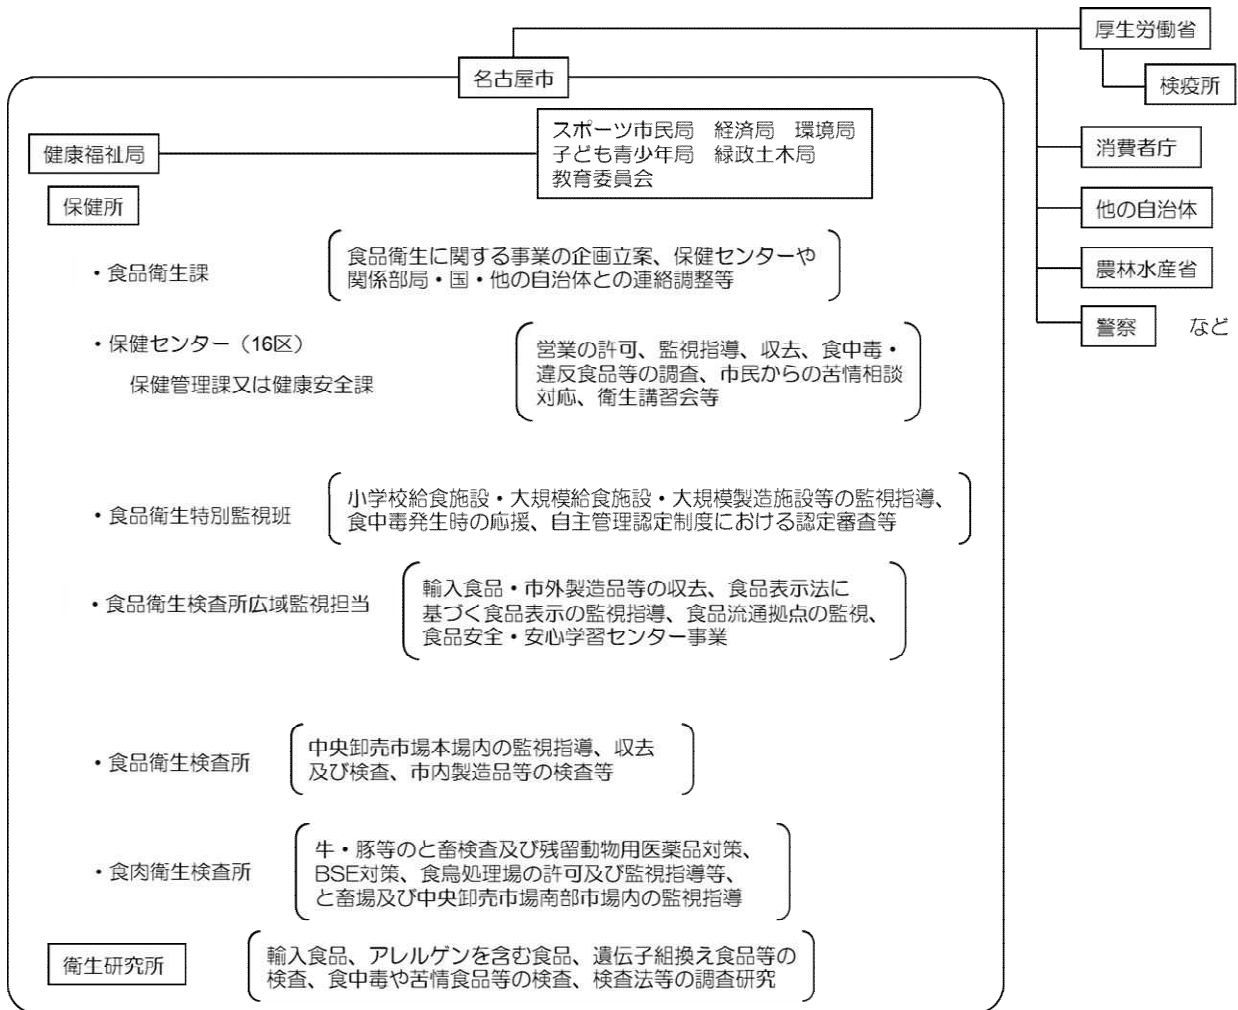 厚生労働省
名古屋市
検疫所
スポーツ市民局　経済局　環境局
子ども青少年局　緑政土木局
教育委員会
健康福祉局
消費者庁
保健所
他の自治体
・食品衛生課
食品衛生に関する事業の企画立案、保健センターや
関係部局・国・他の自治体との連絡調整等
農林水産省
警察　など
・保健センター（16区）
保健管理課又は健康安全課
営業の許可、監視指導、収去、食中毒・
違反食品等の調査、市民からの苦情相談
対応、衛生講習会等
・食品衛生特別監視班
小学校給食施設・大規模給食施設・大規模製造施設等の監視指導、
食中毒発生時の応援、自主管理認定制度における認定審査等
・食品衛生検査所広域監視担当
輸入食品・市外製造品等の収去、食品表示法に
基づく食品表示の監視指導、食品流通拠点の監視、
食品安全・安心学習センター事業
・食品衛生検査所
中央卸売市場本場内の監視指導、収去
及び検査、市内製造品等の検査等
・食肉衛生検査所
牛・豚等のと畜検査及び残留動物用医薬品対策、
BSE対策、食鳥処理場の許可及び監視指導等、
と畜場及び中央卸売市場南部市場内の監視指導
衛生研究所
輸入食品、アレルゲンを含む食品、遺伝子組換え食品等の
検査、食中毒や苦情食品等の検査、検査法等の調査研究